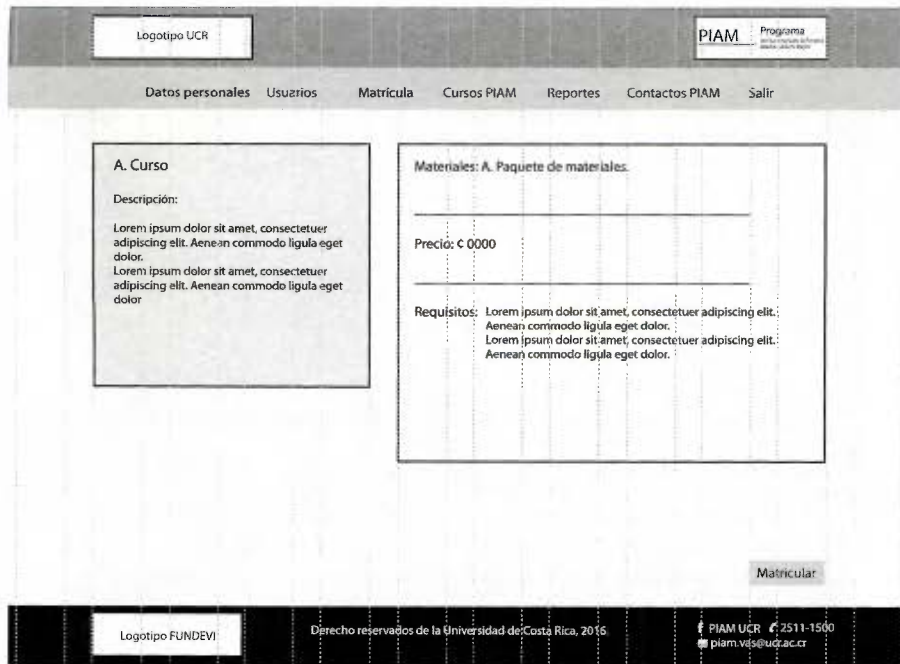 Logotipo UCR
PIAM Programa
Datos personales Usuarios Matrícula Cursos PIAM Reportes Contactos PIAM Salir
A. Curso
Descripción:
Lorem ipsum dolor sit amet, consectetuer
adipiscing elit. Aenean commodo ligula eget
dolor.
Lorem ipsum dolor sit amet, consectetuer
adipiscing elit. Aenean commodo ligula eget
dolor
Materiales: A. Paquete de materiales.
Precio: ¢ 0000
Requisitos: Lorem ipsum dolor sit amet, consectetuer adipiscing elit.
Aenean commodo ligula eget dolor.
Lorem ipsum dolor sit amet, consectetuer adipiscing elit.
Aenean commodo ligula eget dolor.
Matricular
Logotipo FUNDEVI
Derecho reservados de la Universidad de Costa Rica, 2016
PIAM UCR 2511-1500
piam.vas@ucr.ac.cr